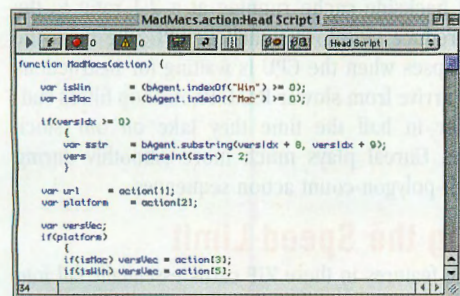 MadMacs.action:Head Script 1
0 0 Head Script 1
function MadMacs(action) {
var isWin = (bAgent.indexOf("Win") >= 0);
var isMac = (bAgent.indexOf("Mac") >= 0);
if(versIdx >= 0)
{
var sstr = bAgent.substring(versIdx + 8, versIdx + 9);
vers = parseInt(sstr) - 2;
}
var url = action[1];
var platform = action[2];
var versVec;
if(platform)
{
if(isMac) versVec = action[3];
if(isWin) versVec = action[5];
34